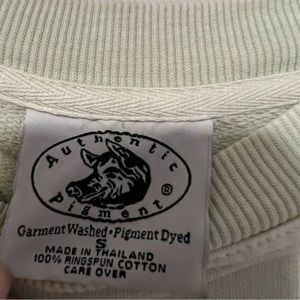 Authentic
Pigment ®
Garment Washed • Pigment Dyed
S
MADE IN THAILAND
100% RINGSPUN COTTON
CARE OVER